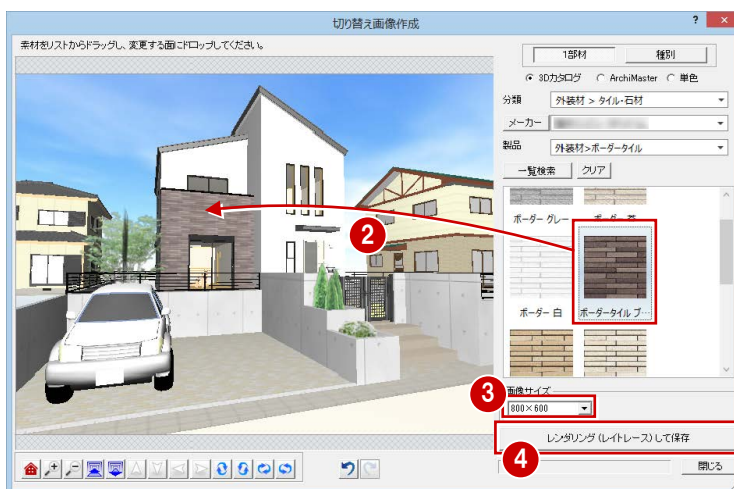 切り替え画像作成
? ×
素材をリストからドラッグし、変更する面にドロップしてください。
1部材 種別
3Dカタログ ArchiMaster 単色
分類 外装材 > タイル・石材
メーカー
製品 外装材>ボーダータイル
一覧検索 クリア
ボーダー グレー ボーダー 茶
2
ボーダー 白 ボーダータイル ブ…
3
画像サイズ
800×600
レンダリング (レイトレース) して保存
4
閉じる